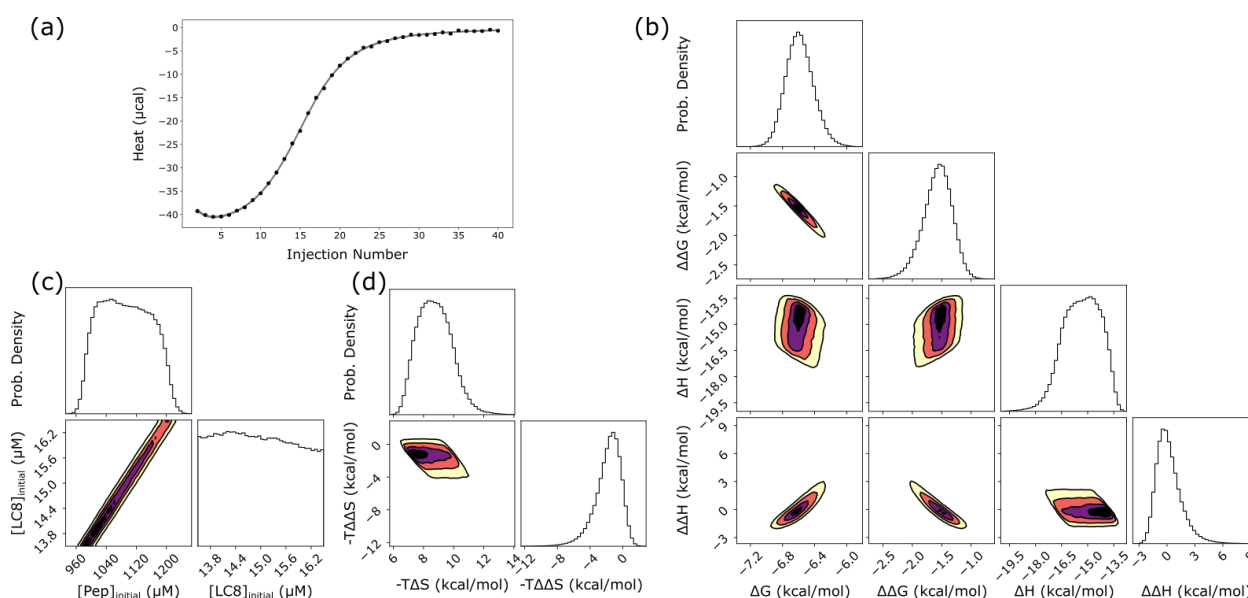 (a)
0
−5
−10
−15
−20
−25
−30
−35
−40
Heat (µcal)
5 10 15 20 25 30 35 40
Injection Number
(b)
Prob. Density
ΔΔG (kcal/mol)
−1.0
−1.5
−2.0
−2.5
ΔH (kcal/mol)
−13.5
−15.0
−16.5
−18.0
−19.5
ΔΔH (kcal/mol)
9
6
3
0
−3
−7.2 −6.8 −6.4 −6.0
ΔG (kcal/mol)
−2.5 −2.0 −1.5 −1.0
ΔΔG (kcal/mol)
−19.5 −18.0 −16.5 −15.0 −13.5
ΔH (kcal/mol)
−3 0 3 6 9
ΔΔH (kcal/mol)
(c)
Prob. Density
[LC8]initial (µM)
16.2
15.6
15.0
14.4
13.8
960 1040 1120 1200
[Pep]initial (µM)
13.8 14.4 15.0 15.6 16.2
[LC8]initial (µM)
(d)
Prob. Density
-TΔΔS (kcal/mol)
0
4
−8
−12
6 8 10 12 14
-TΔS (kcal/mol)
−12 −8 −4 0
-TΔΔS (kcal/mol)